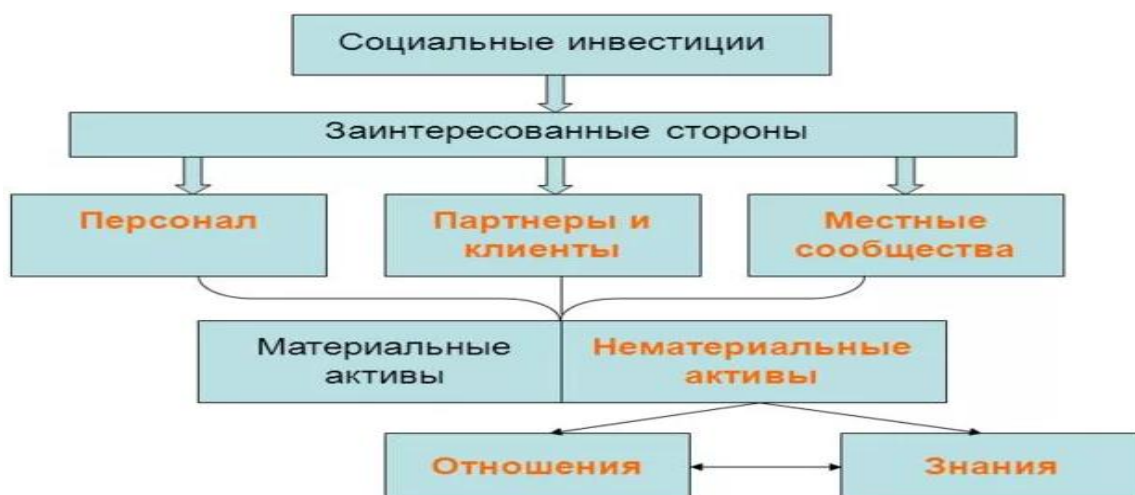 Социальные инвестиции
Заинтересованные стороны
Персонал
Партнеры и
клиенты
Местные
сообщества
Материальные
активы
Нематериальные
активы
Отношения
Знания